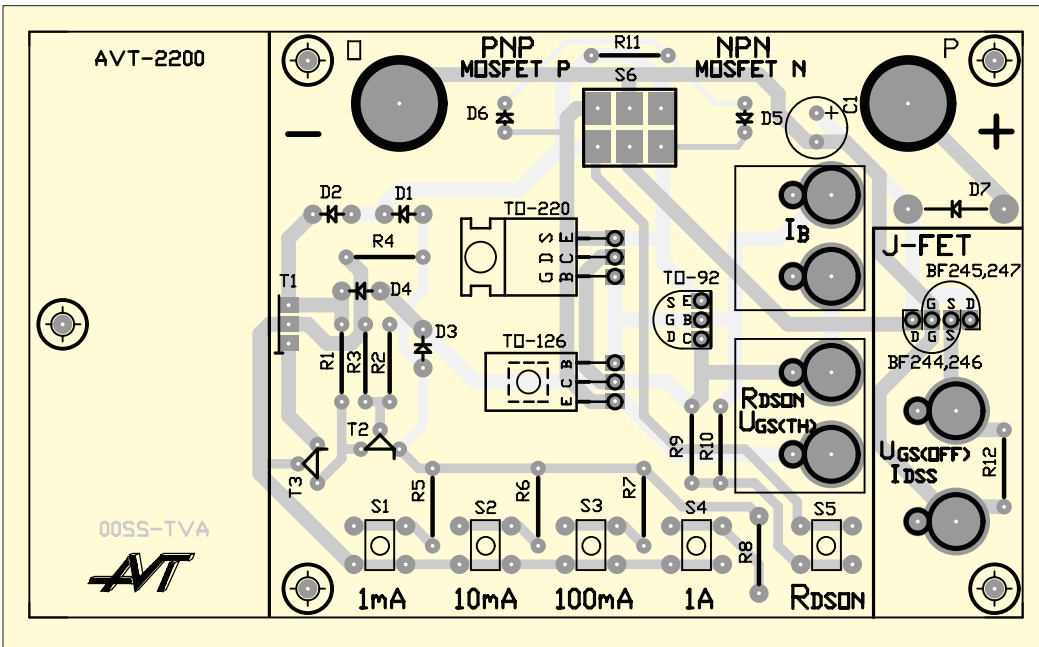 AVT-2200
PNP
MOSFET P
R11
NPN
MOSFET N
P
S6
D6
D5
C1
+
−
+
D2
D1
TO-220
D7
IB
R4
S E
D C
G B
J-FET
BF245,247
T1
TO-92
D4
S E
G B
D C
G S D
D G S
D3
TO-126
B
C
E
BF244,246
R1
R3
R2
RDSON
UGS(TH)
T2
T3
R9
R10
UGS(OFF)
IDSS
R12
R5
R6
R7
R8
S1
S2
S3
S4
S5
AVT-2200
AVT
1mA
10mA
100mA
1A
RDSON